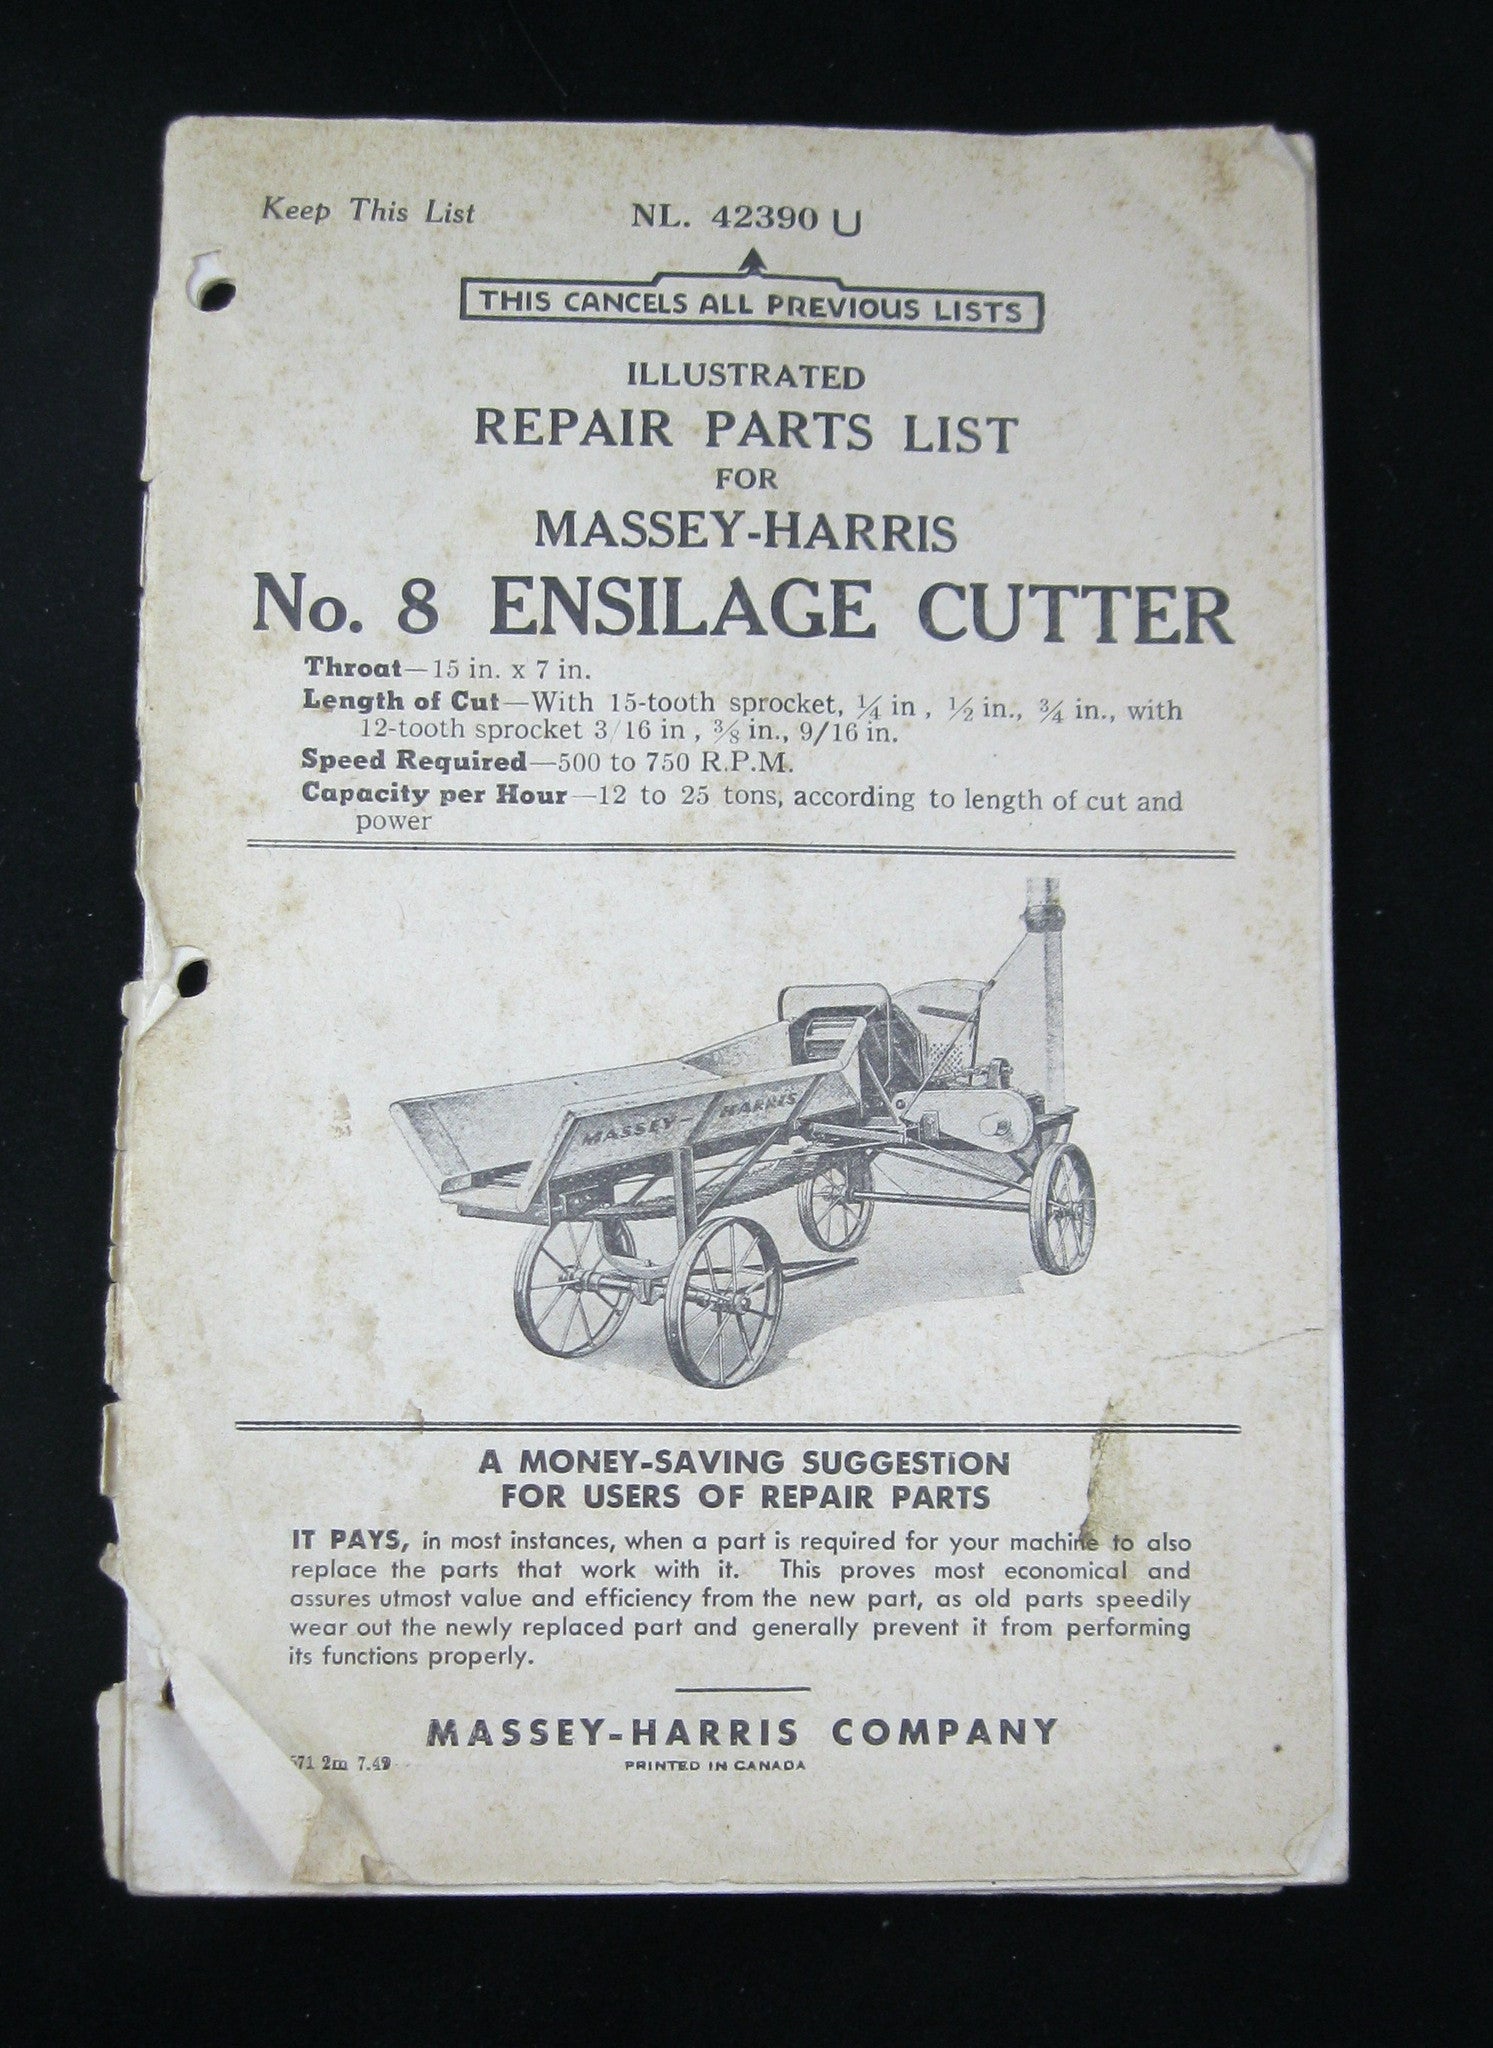 Keep This List
NL. 42390 U
THIS CANCELS ALL PREVIOUS LISTS
ILLUSTRATED
REPAIR PARTS LIST
FOR
MASSEY-HARRIS
No. 8 ENSILAGE CUTTER
Throat—15 in. x 7 in.
Length of Cut—With 15-tooth sprocket, ¼ in , ½ in., ¾ in., with
12-tooth sprocket 3/16 in , ⅜ in., 9/16 in.
Speed Required—500 to 750 R.P.M.
Capacity per Hour—12 to 25 tons, according to length of cut and
power
MASSEY-HARRIS
A MONEY-SAVING SUGGESTION
FOR USERS OF REPAIR PARTS
IT PAYS, in most instances, when a part is required for your machine to also
replace the parts that work with it. This proves most economical and
assures utmost value and efficiency from the new part, as old parts speedily
wear out the newly replaced part and generally prevent it from performing
its functions properly.
MASSEY-HARRIS COMPANY
571 2m 7.49
PRINTED IN CANADA